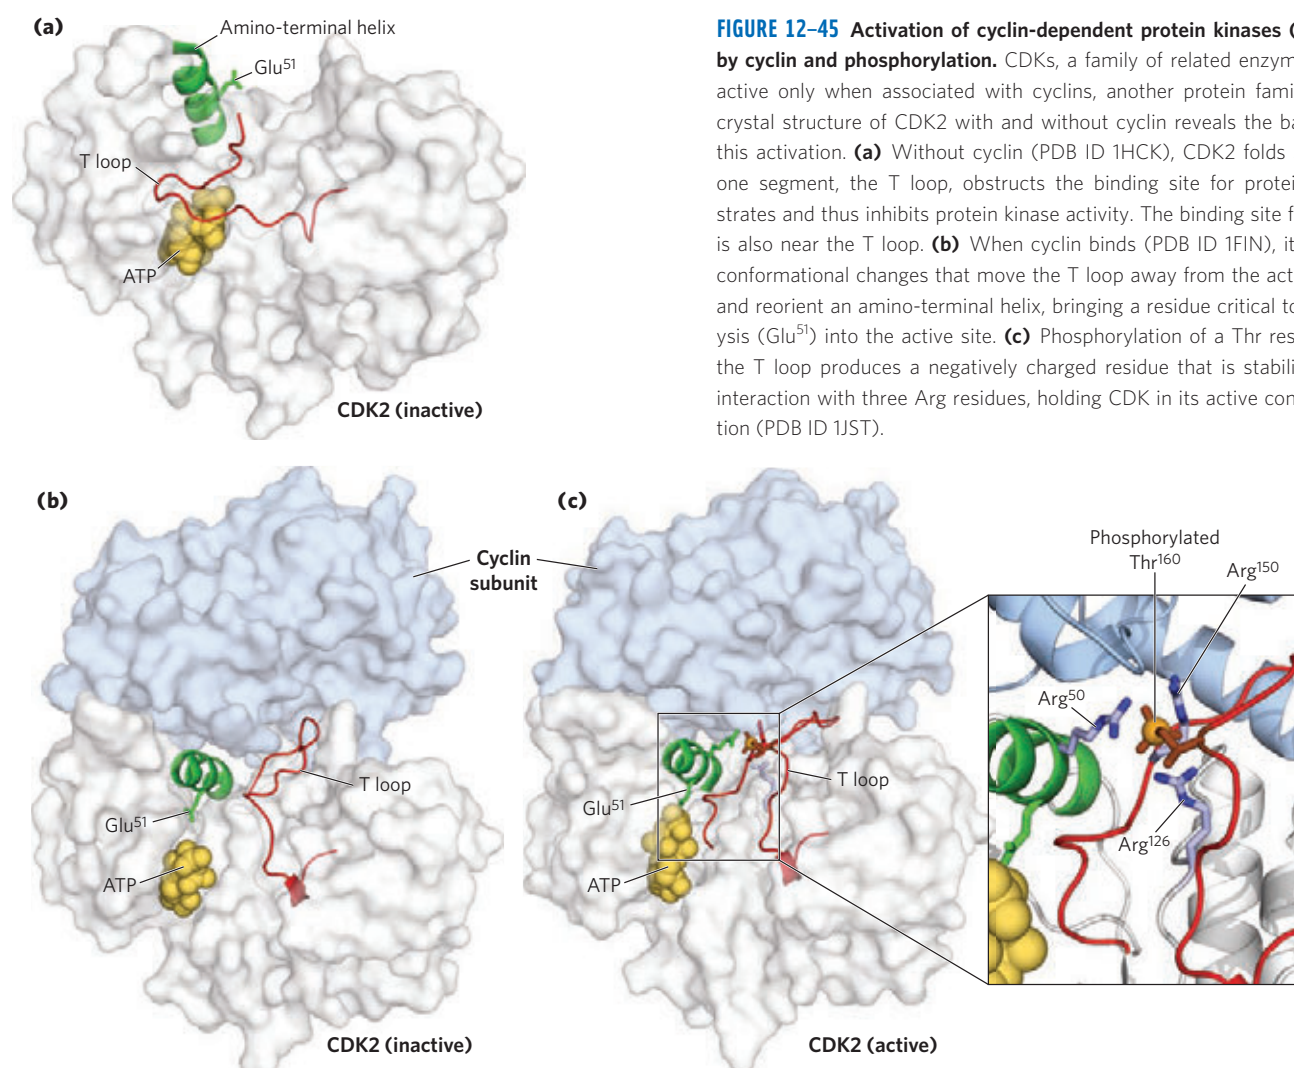 (a)
Amino-terminal helix
Glu51
T loop
ATP
CDK2 (inactive)
FIGURE 12–45 Activation of cyclin-dependent protein kinases (
by cyclin and phosphorylation. CDKs, a family of related enzym
active only when associated with cyclins, another protein fami
crystal structure of CDK2 with and without cyclin reveals the ba
this activation. (a) Without cyclin (PDB ID 1HCK), CDK2 folds
one segment, the T loop, obstructs the binding site for protei
strates and thus inhibits protein kinase activity. The binding site f
is also near the T loop. (b) When cyclin binds (PDB ID 1FIN), it
conformational changes that move the T loop away from the act
and reorient an amino-terminal helix, bringing a residue critical to
ysis (Glu51) into the active site. (c) Phosphorylation of a Thr res
the T loop produces a negatively charged residue that is stabili
interaction with three Arg residues, holding CDK in its active con
tion (PDB ID 1JST).
(b)
Cyclin
subunit
T loop
Glu51
ATP
CDK2 (inactive)
(c)
T loop
Glu51
ATP
CDK2 (active)
Phosphorylated
Thr160
Arg150
Arg50
Arg126